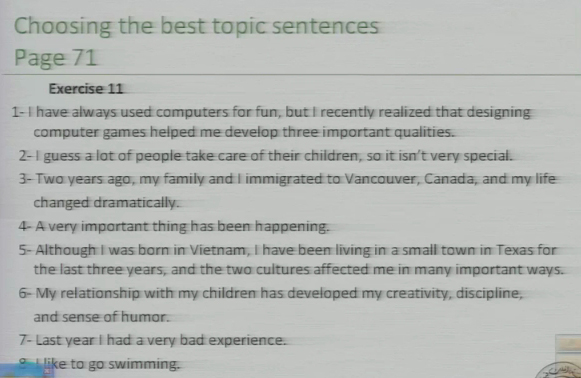 Choosing the best topic sentences
Page 71
Exercise 11
1- I have always used computers for fun, but I recently realized that designing
computer games helped me develop three important qualities.
2- I guess a lot of people take care of their children, so it isn't very special.
3- Two years ago, my family and I immigrated to Vancouver, Canada, and my life
changed dramatically.
4- A very important thing has been happening.
5- Although I was born in Vietnam, I have been living in a small town in Texas for
the last three years, and the two cultures affected me in many important ways.
6- My relationship with my children has developed my creativity, discipline,
and sense of humor.
7- Last year I had a very bad experience.
8- I like to go swimming.